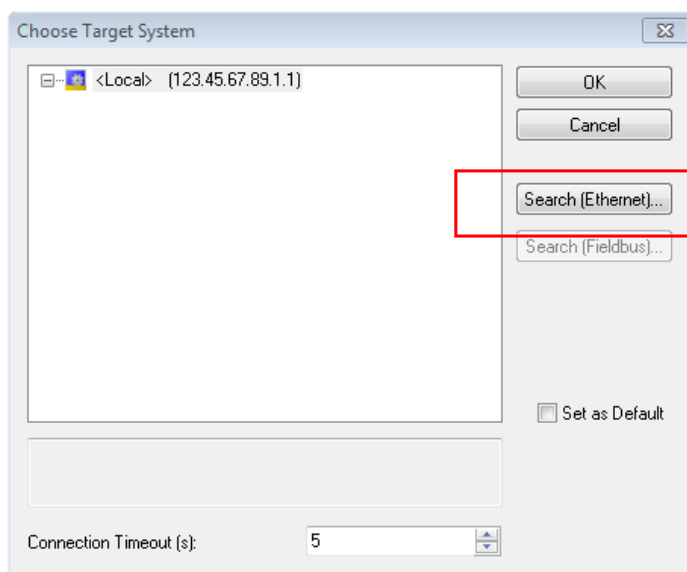 Choose Target System
<Local> (123.45.67.89.1.1)
OK
Cancel
Search (Ethernet)...
Search (Fieldbus)...
Set as Default
Connection Timeout (s):
5